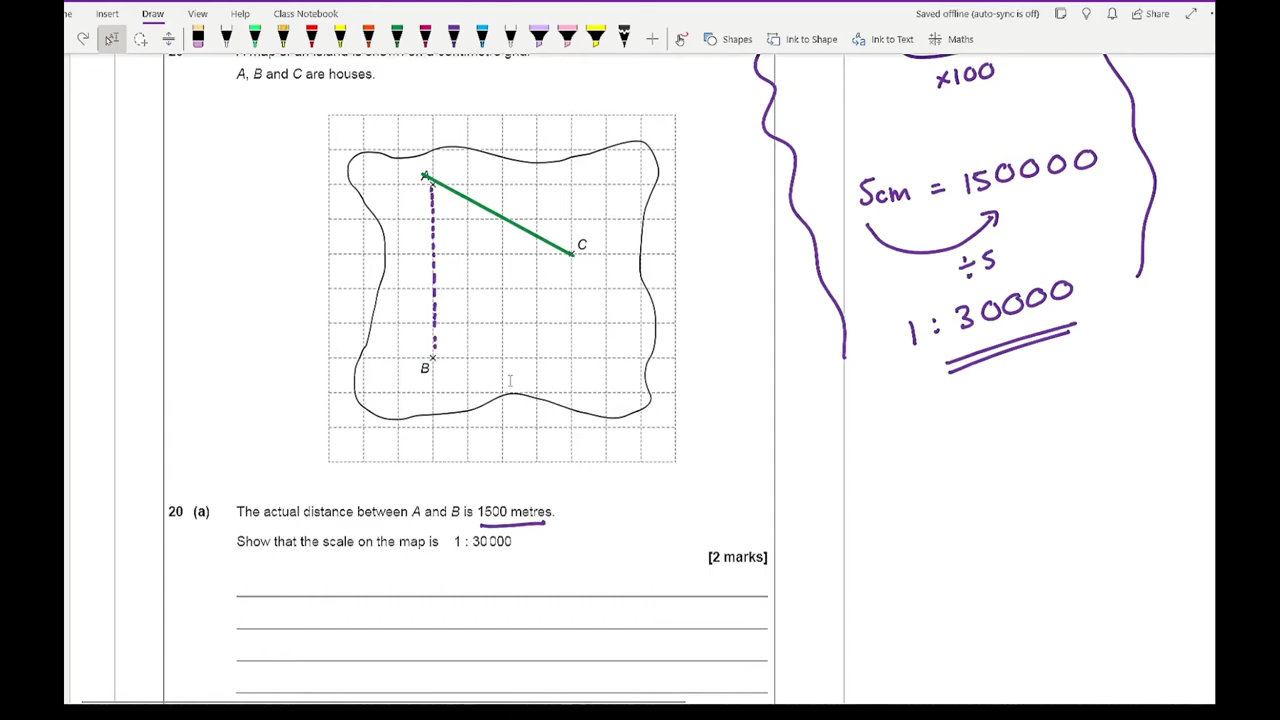 me Insert Draw View Help Class Notebook Saved offline (auto-sync is off) Share
Shapes Ink to Shape Ink to Text Maths
A, B and C are houses.
A
C
B
20 (a) The actual distance between A and B is 1500 metres.
Show that the scale on the map is 1 : 30 000
[2 marks]
×100
5cm = 150000
÷5
1 : 30000